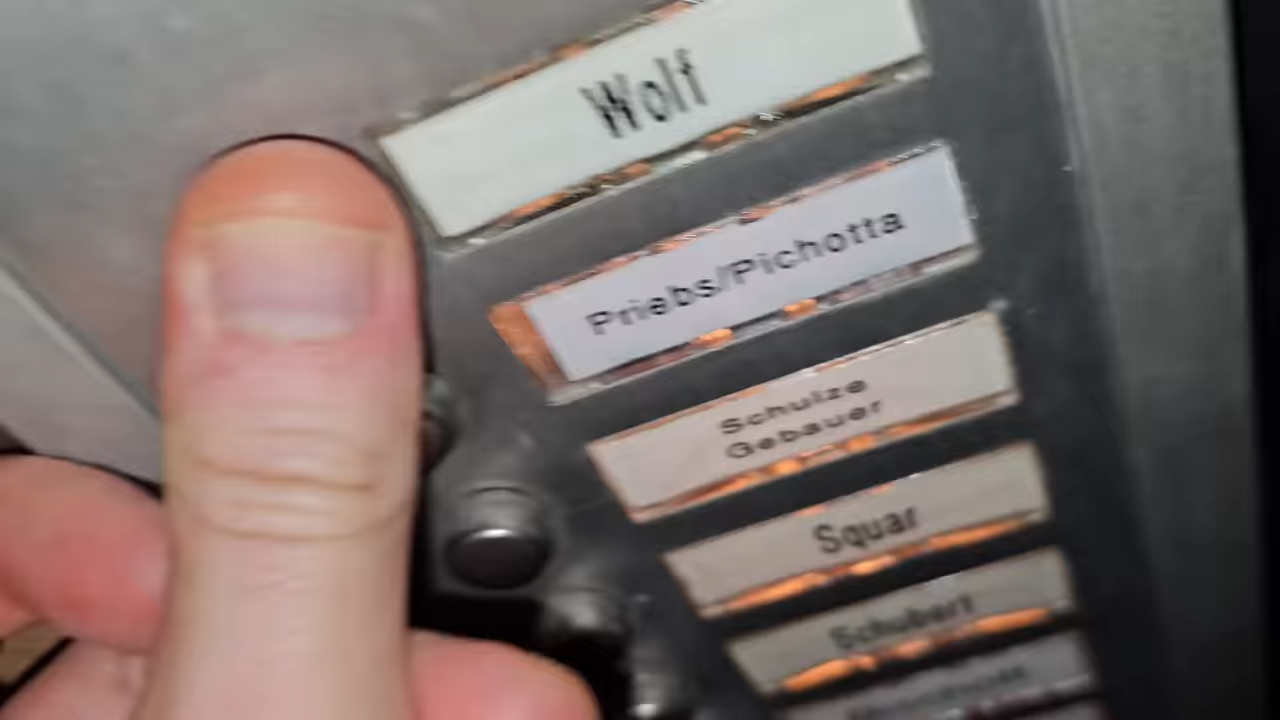 Wolf
Priebs/Pichotta
Schulze
Gebauer
Squar
Schubert